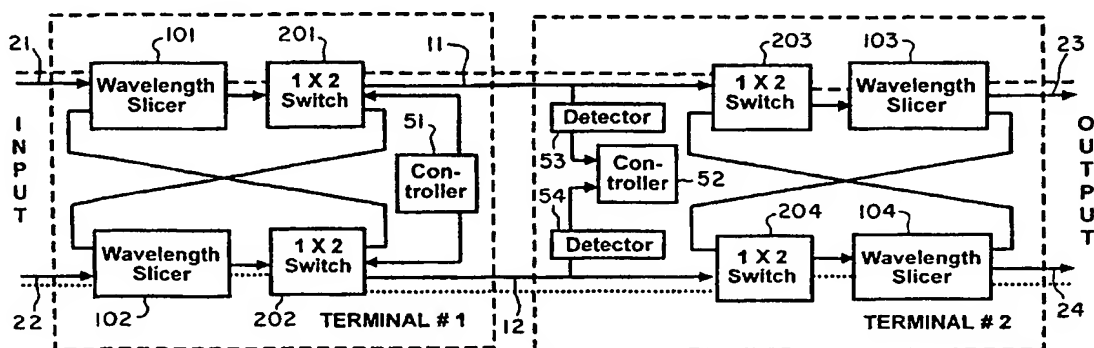 21
101
201
11
203
103
23
Wavelength
Slicer
1 X 2
Switch
1 X 2
Switch
Wavelength
Slicer
INPUT
51
Con-
troller
Detector
53
Con-
troller
52
54
Detector
OUTPUT
204
104
Wavelength
Slicer
1 X 2
Switch
1 X 2
Switch
Wavelength
Slicer
22
102
202
TERMINAL # 1
12
TERMINAL # 2
24